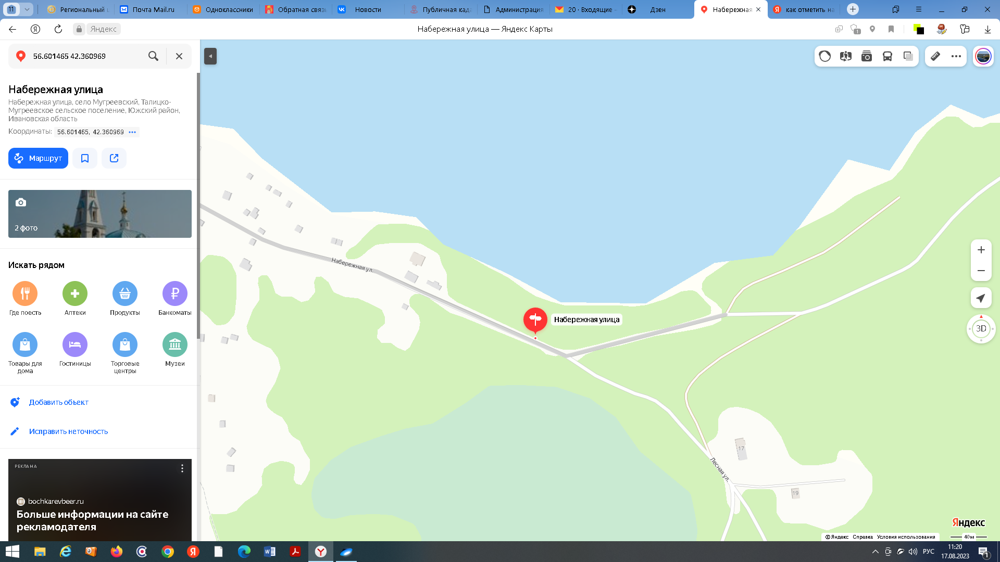 11
Региональный ц
Почта Mail.ru
Одноклассники
Обратная связь
Новости
Публичная када
Администрация
20 · Входящие -
Дзен
Набережная
как отметить на
Яндекс
Набережная улица — Яндекс Карты
1
56.601465 42.360969
Набережная улица
Набережная улица, село Мугреевский, Талицко-
Мугреевское сельское поселение, Южский район,
Ивановская область
Координаты: 56.601465, 42.360969
Маршрут
2 фото
Искать рядом
Где поесть
Аптеки
Продукты
Банкоматы
Товары для
дома
Гостиницы
Торговые
центры
Музеи
Добавить объект
Исправить неточность
РЕКЛАМА
bochkarevbeer.ru
Больше информации на сайте
рекламодателя
Набережная ул.
Набережная улица
3D
17
Лесная ул.
19
Яндекс
© Яндекс Справка Условия использования
40 м
РУС
11:20
17.08.2023
1